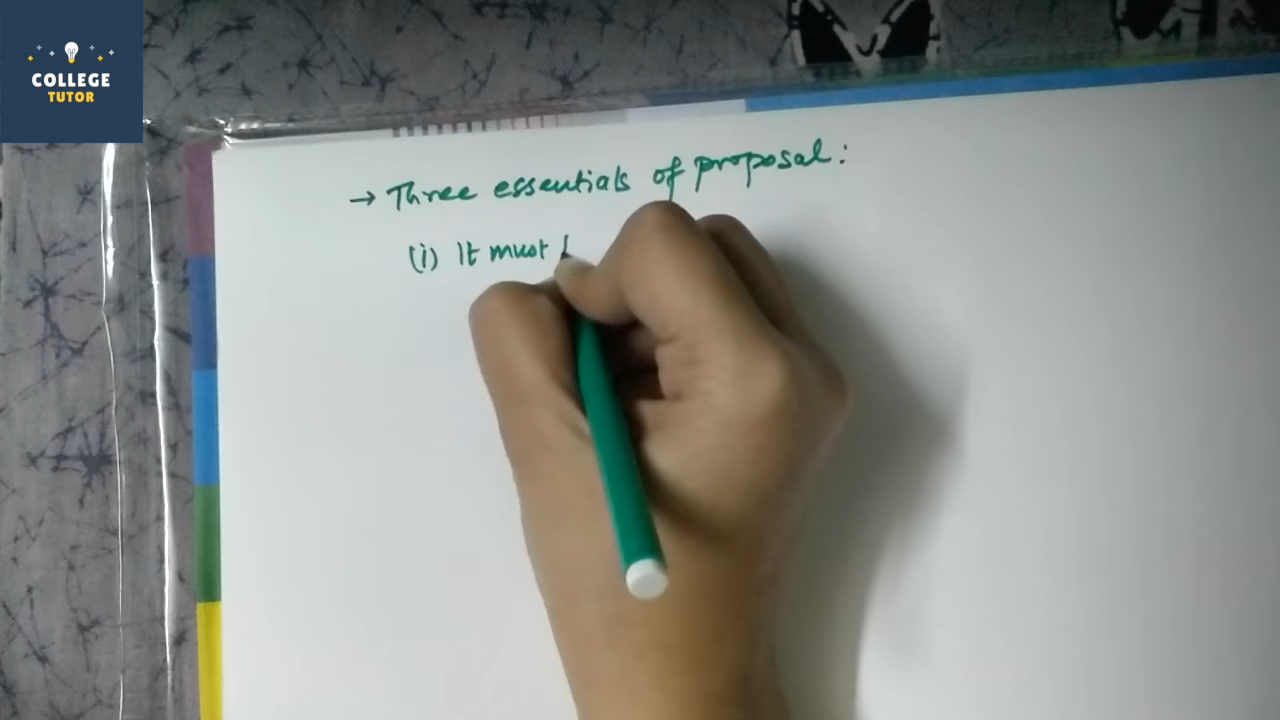 COLLEGE
TUTOR
→ Three essentials of proposal:
(i) It must